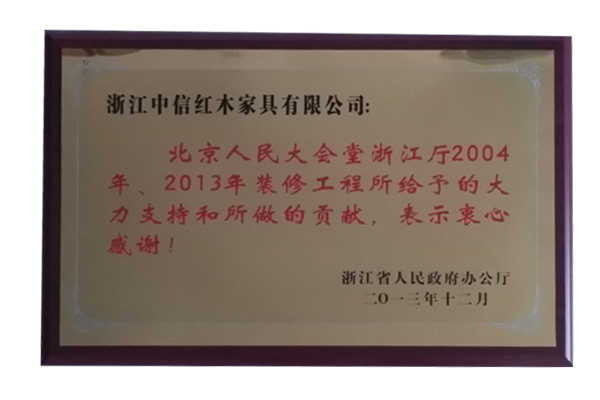 浙江中信红木家具有限公司:
北京人民大会堂浙江厅2004
年、2013年装修工程所给予的大
力支持和所做的贡献，表示衷心
感谢！
浙江省人民政府办公厅
二〇一三年十二月